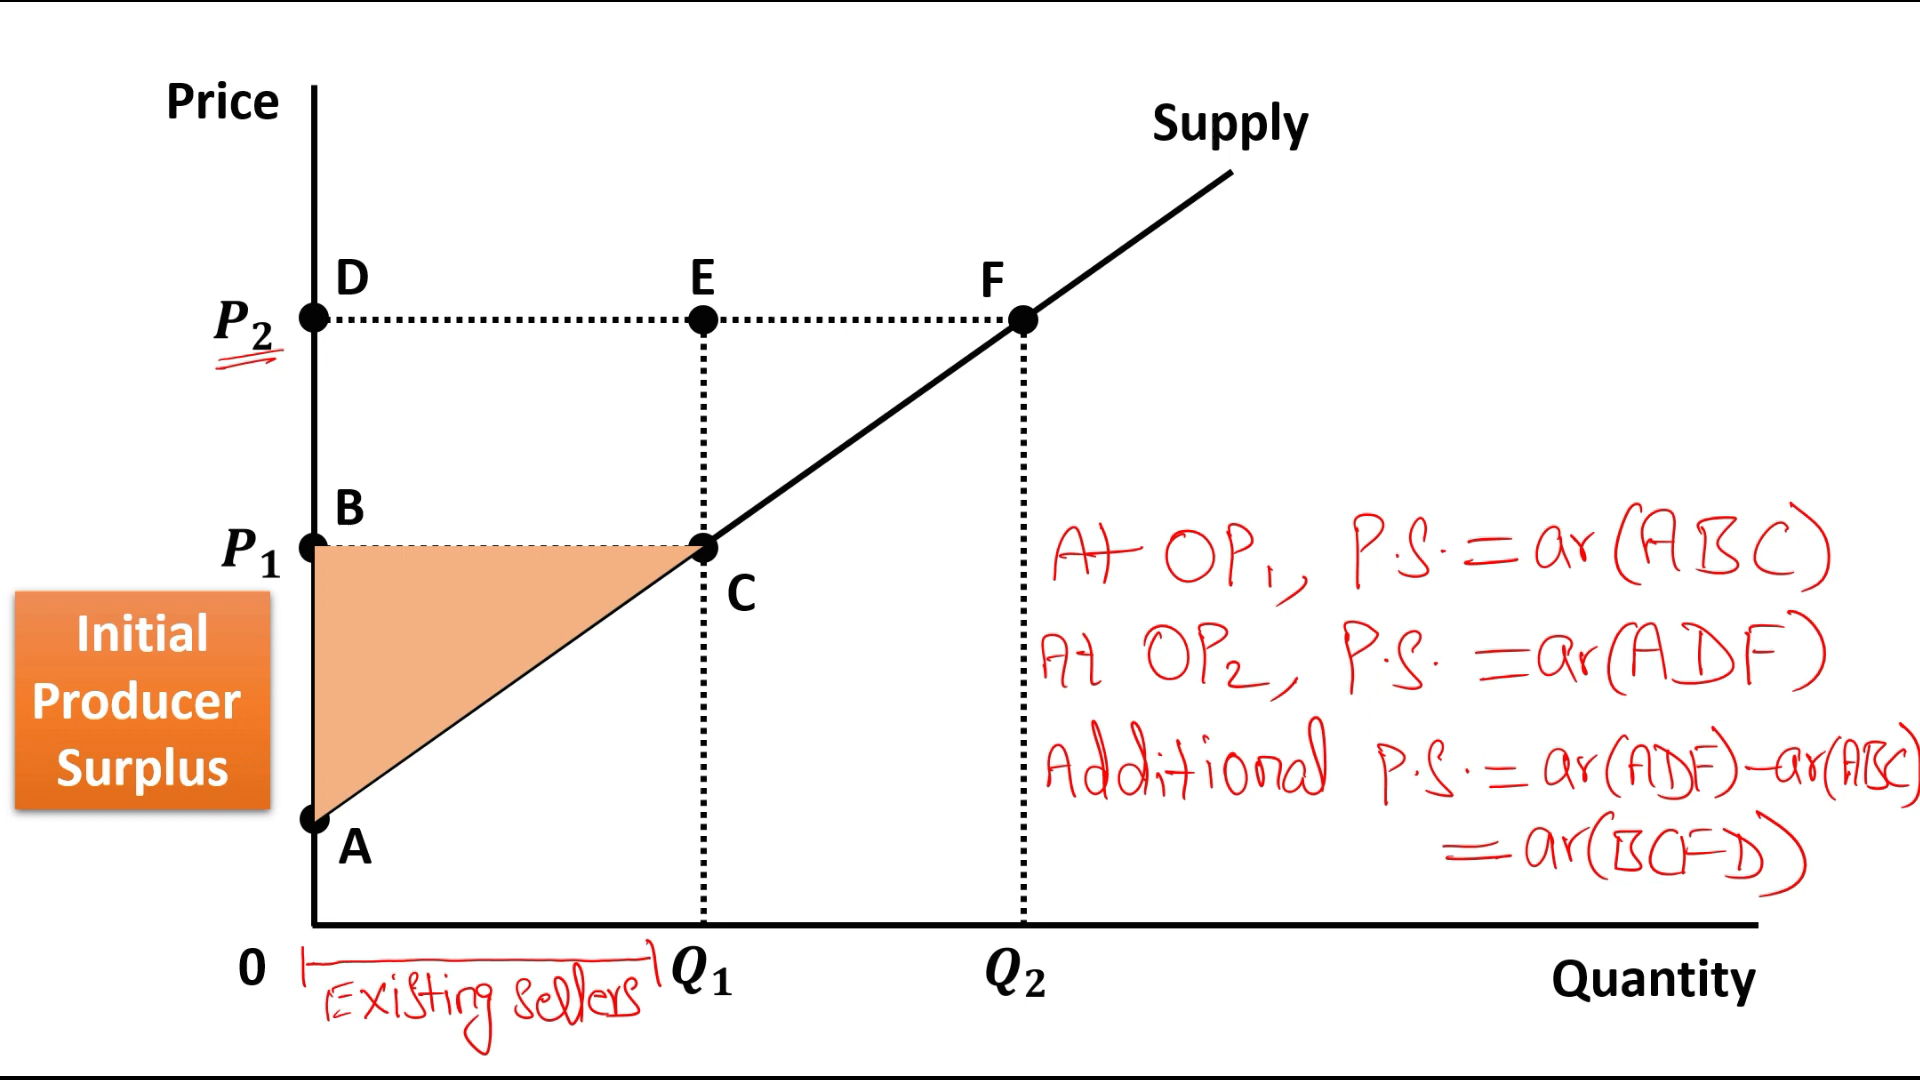 Price
Supply
D
E
F
P₂
B
P₁
C
At OP₁, P.S. = ar(ABC)
Initial
Producer
Surplus
At OP₂, P.S. = ar(ADF)
Additional P.S. = ar(ADF) - ar(ABC)
= ar(BCFD)
A
0
Q₁
Q₂
Quantity
Existing sellers